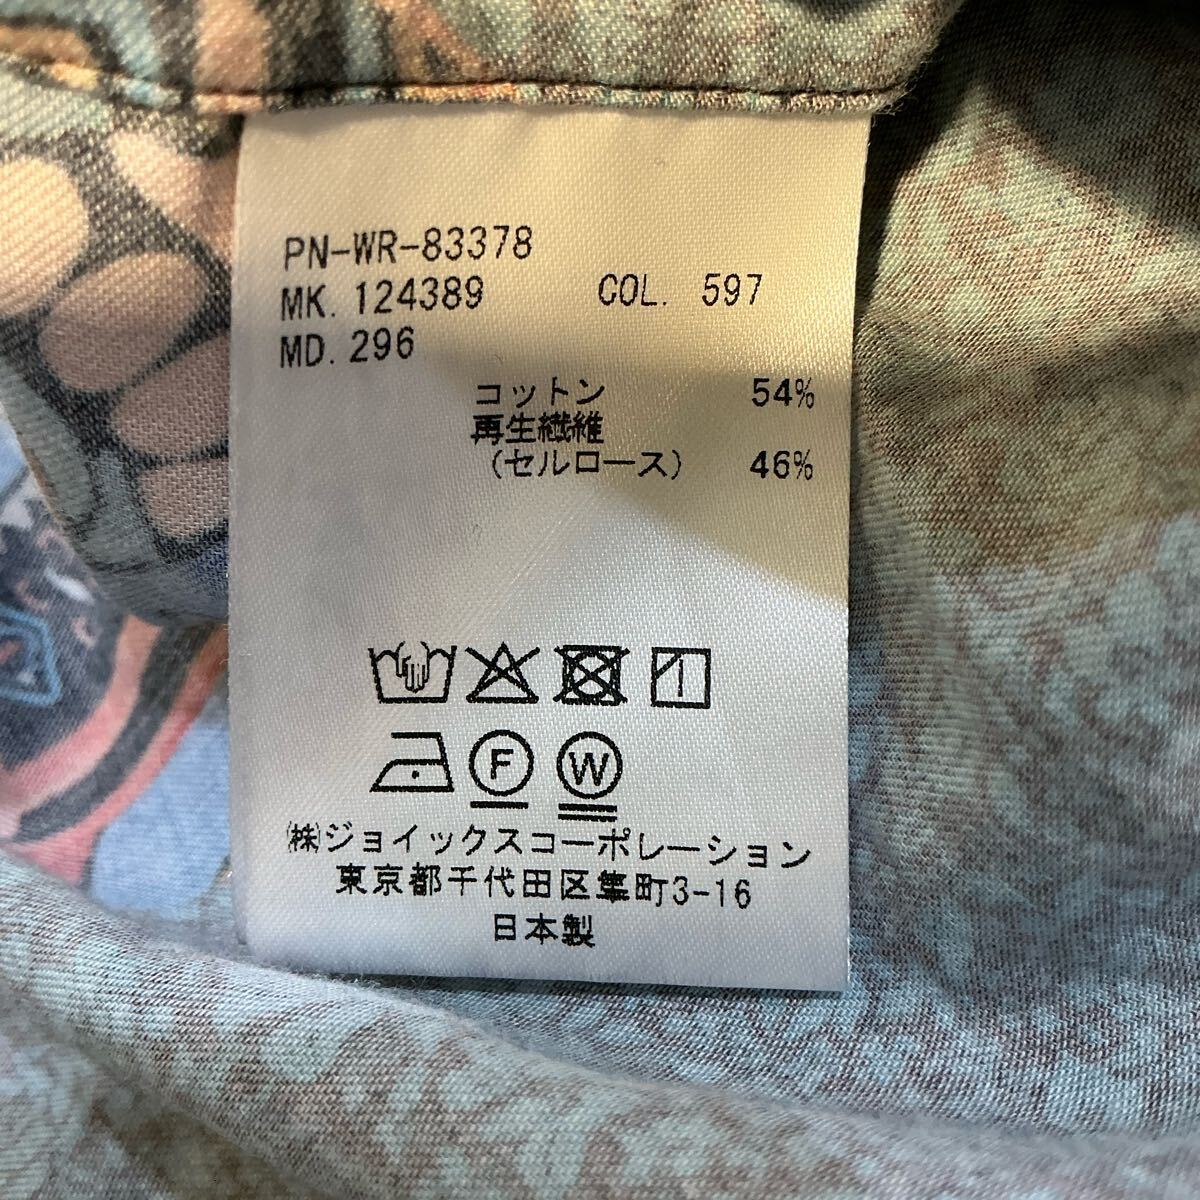 PN-WR-83378
MK. 124389 COL. 597
MD. 296
コットン 54%
再生繊維
(セルロース) 46%
F W
㈱ジョイックスコーポレーション
東京都千代田区隼町3-16
日本製